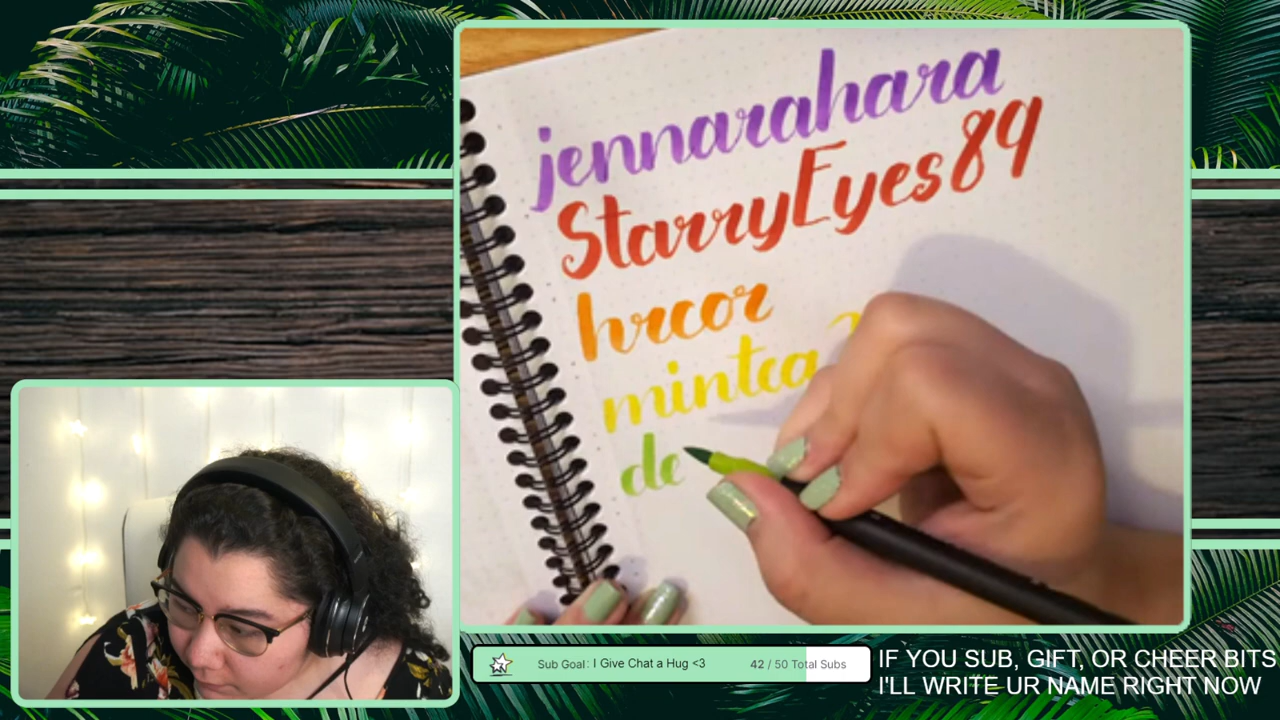 jennarahara
StarryEyes89
hrcor
mintea
de
Sub Goal: I Give Chat a Hug <3
42 / 50 Total Subs
IF YOU SUB, GIFT, OR CHEER BITS
I'LL WRITE UR NAME RIGHT NOW